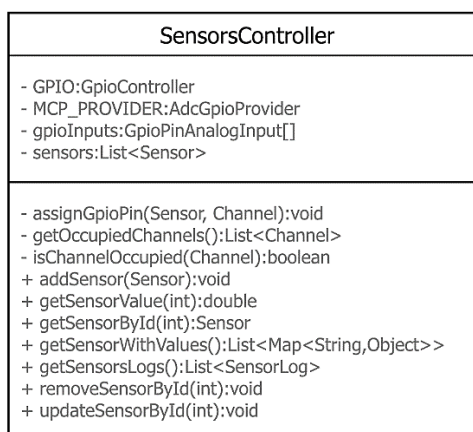 SensorsController
- GPIO:GpioController
- MCP_PROVIDER:AdcGpioProvider
- gpioInputs:GpioPinAnalogInput[]
- sensors:List<Sensor>
- assignGpioPin(Sensor, Channel):void
- getOccupiedChannels():List<Channel>
- isChannelOccupied(Channel):boolean
+ addSensor(Sensor):void
+ getSensorValue(int):double
+ getSensorById(int):Sensor
+ getSensorWithValues():List<Map<String,Object>>
+ getSensorsLogs():List<SensorLog>
+ removeSensorById(int):void
+ updateSensorById(int):void